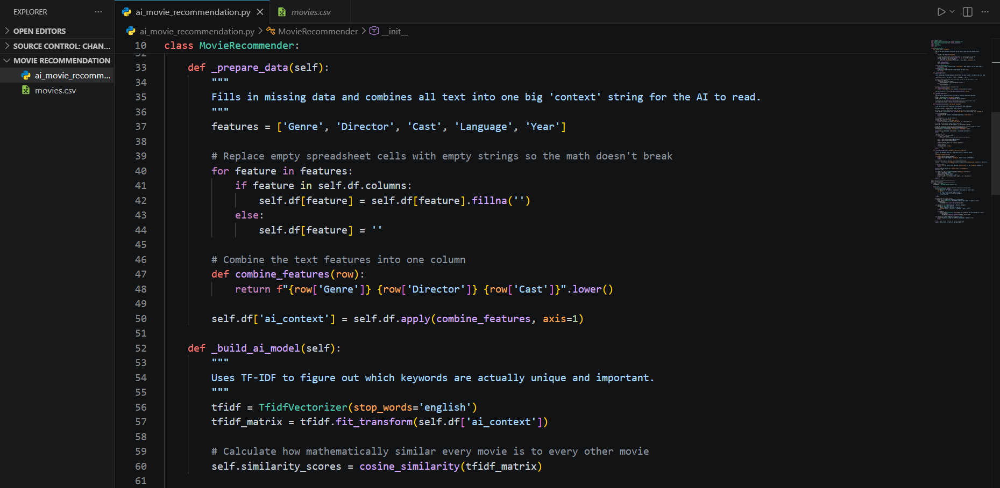 EXPLORER
OPEN EDITORS
SOURCE CONTROL: CHAN...
MOVIE RECOMMENDATION
ai_movie_recomm...
movies.csv
ai_movie_recommendation.py
movies.csv
ai_movie_recommendation.py > MovieRecommender > __init__
10 class MovieRecommender:
32
33     def _prepare_data(self):
34         """
35         Fills in missing data and combines all text into one big 'context' string for the AI to read.
36         """
37         features = ['Genre', 'Director', 'Cast', 'Language', 'Year']
38
39         # Replace empty spreadsheet cells with empty strings so the math doesn't break
40         for feature in features:
41             if feature in self.df.columns:
42                 self.df[feature] = self.df[feature].fillna('')
43             else:
44                 self.df[feature] = ''
45
46         # Combine the text features into one column
47         def combine_features(row):
48             return f"{row['Genre']} {row['Director']} {row['Cast']}".lower()
49
50         self.df['ai_context'] = self.df.apply(combine_features, axis=1)
51
52     def _build_ai_model(self):
53         """
54         Uses TF-IDF to figure out which keywords are actually unique and important.
55         """
56         tfidf = TfidfVectorizer(stop_words='english')
57         tfidf_matrix = tfidf.fit_transform(self.df['ai_context'])
58
59         # Calculate how mathematically similar every movie is to every other movie
60         self.similarity_scores = cosine_similarity(tfidf_matrix)
61